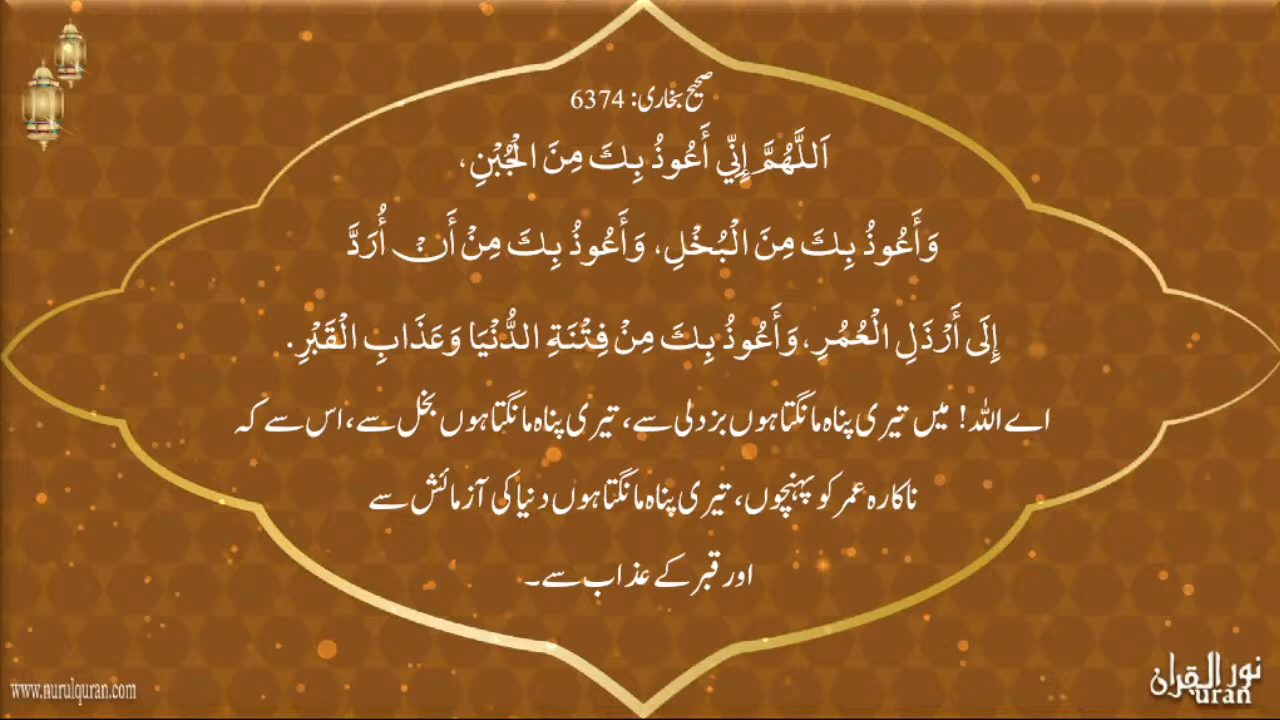 صحیح بخاری: 6374
اَللَّهُمَّ إِنِّي أَعُوذُ بِكَ مِنَ الْجُبْنِ،
وَأَعُوذُ بِكَ مِنَ الْبُخْلِ، وَأَعُوذُ بِكَ مِنْ أَنْ أُرَدَّ
إِلَى أَرْذَلِ الْعُمُرِ، وَأَعُوذُ بِكَ مِنْ فِتْنَةِ الدُّنْيَا وَعَذَابِ الْقَبْرِ.
اے اللہ! میں تیری پناہ مانگتا ہوں بزدلی سے، تیری پناہ مانگتا ہوں بخل سے، اس سے کہ
ناکارہ عمر کو پہنچوں، تیری پناہ مانگتا ہوں دنیا کی آزمائش سے
اور قبر کے عذاب سے۔
www.nurulquran.com
نور القرآن
uran